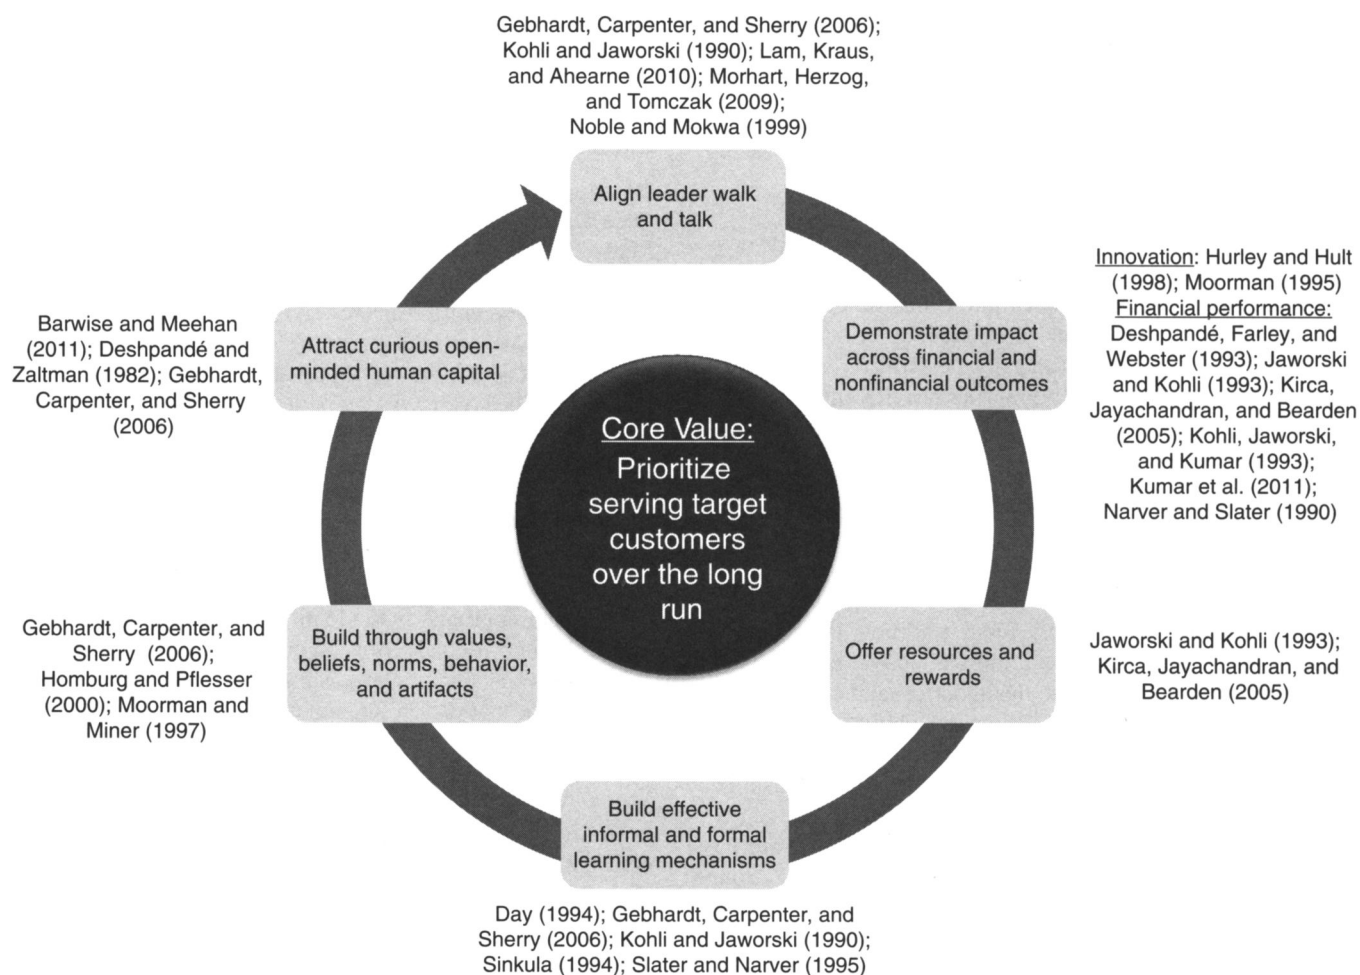 Gebhardt, Carpenter, and Sherry (2006);
Kohli and Jaworski (1990); Lam, Kraus,
and Ahearne (2010); Morhart, Herzog,
and Tomczak (2009);
Noble and Mokwa (1999)
Align leader walk
and talk
Innovation: Hurley and Hult
(1998); Moorman (1995)
Financial performance:
Deshpandé, Farley, and
Webster (1993); Jaworski
and Kohli (1993); Kirca,
Jayachandran, and Bearden
(2005); Kohli, Jaworski,
and Kumar (1993);
Kumar et al. (2011);
Narver and Slater (1990)
Demonstrate impact
across financial and
nonfinancial outcomes
Barwise and Meehan
(2011); Deshpandé and
Zaltman (1982); Gebhardt,
Carpenter, and Sherry
(2006)
Attract curious open-
minded human capital
Core Value:
Prioritize
serving target
customers
over the long
run
Gebhardt, Carpenter, and
Sherry (2006);
Homburg and Pflesser
(2000); Moorman and
Miner (1997)
Build through values,
beliefs, norms, behavior,
and artifacts
Offer resources and
rewards
Jaworski and Kohli (1993);
Kirca, Jayachandran, and
Bearden (2005)
Build effective
informal and formal
learning mechanisms
Day (1994); Gebhardt, Carpenter, and
Sherry (2006); Kohli and Jaworski (1990);
Sinkula (1994); Slater and Narver (1995)